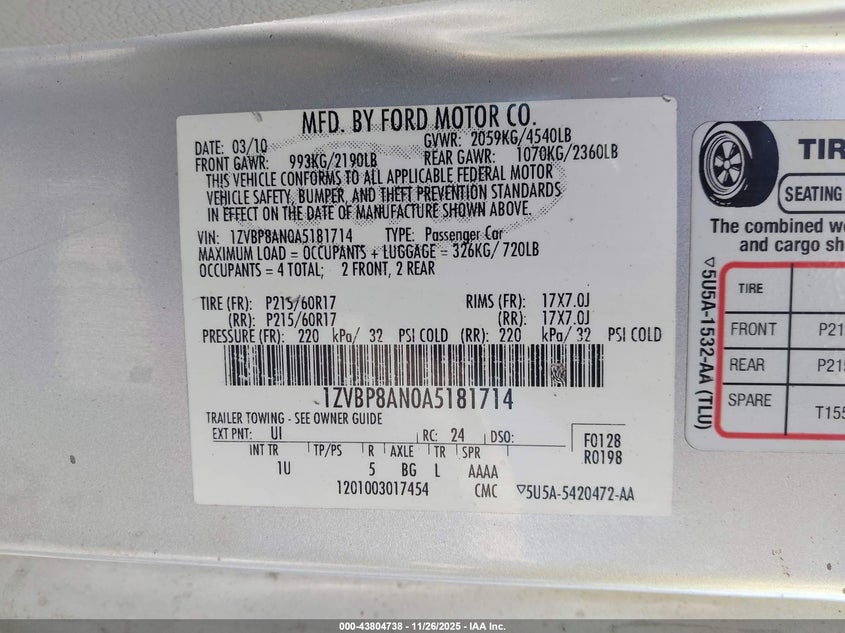 MFD. BY FORD MOTOR CO.
DATE: 03/10 GVWR: 2059KG/4540LB
FRONT GAWR: 993KG/2190LB REAR GAWR: 1070KG/2360LB
THIS VEHICLE CONFORMS TO ALL APPLICABLE FEDERAL MOTOR
VEHICLE SAFETY, BUMPER, AND THEFT PREVENTION STANDARDS
IN EFFECT ON THE DATE OF MANUFACTURE SHOWN ABOVE.
VIN: 1ZVBP8AN0A5181714 TYPE: Passenger Car
MAXIMUM LOAD = OCCUPANTS + LUGGAGE = 326KG/720LB
OCCUPANTS = 4 TOTAL; 2 FRONT, 2 REAR
TIRE (FR): P215/60R17 RIMS (FR): 17X7.0J
(RR): P215/60R17 (RR): 17X7.0J
PRESSURE (FR): 220 kPa/ 32 PSI COLD (RR): 220 kPa/ 32 PSI COLD
1ZVBP8AN0A5181714
TRAILER TOWING - SEE OWNER GUIDE
EXT PNT: UI RC: 24 DSO: F0128
R0198
INT TR TP/PS R AXLE TR SPR
1U 5 BG L AAAA
1201003017454 CMC ▽5U5A-5420472-AA
TIR
SEATING
The combined we
and cargo sh
▽5U5A-1532-AA (TLU)
TIRE
FRONT P21
REAR P215
SPARE T155
000-43804738 - 11/26/2025 - IAA Inc.